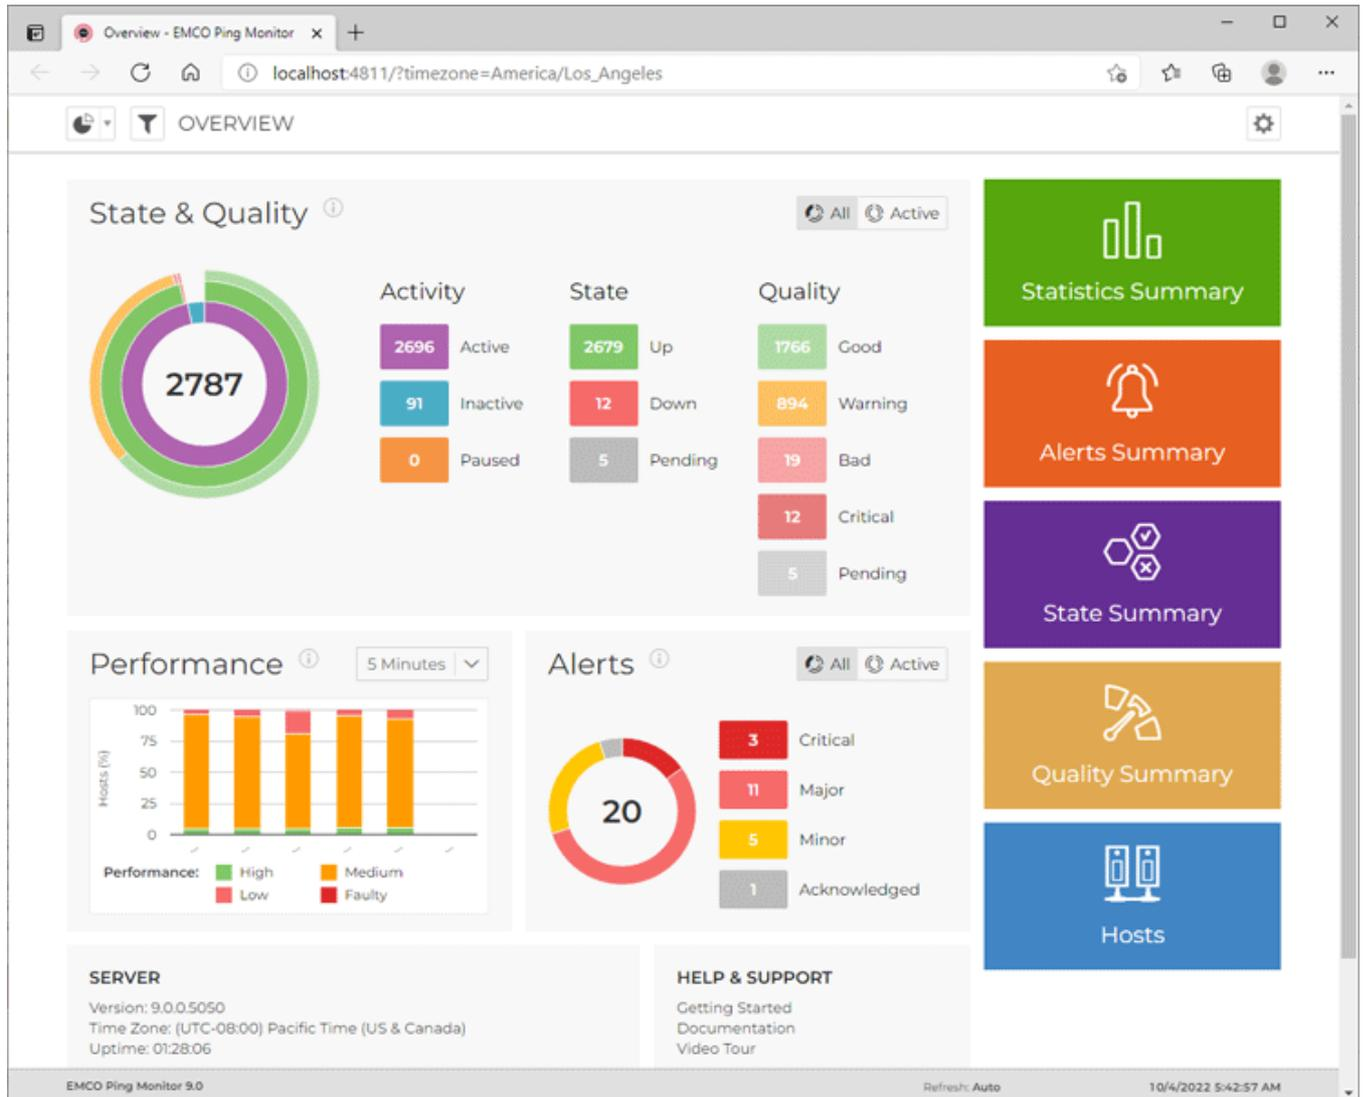 Overview - EMCO Ping Monitor
localhost:4811/?timezone=America/Los_Angeles
OVERVIEW
State & Quality
All Active
2787
Activity
2696 Active
91 Inactive
0 Paused
State
2679 Up
12 Down
5 Pending
Quality
1766 Good
894 Warning
19 Bad
12 Critical
5 Pending
Statistics Summary
Alerts Summary
State Summary
Quality Summary
Hosts
Performance
5 Minutes
Hosts (%)
100
75
50
25
0
Performance: High Medium
Low Faulty
Alerts
All Active
20
3 Critical
11 Major
5 Minor
1 Acknowledged
SERVER
Version: 9.0.0.5050
Time Zone: (UTC-08:00) Pacific Time (US & Canada)
Uptime: 01:28:06
HELP & SUPPORT
Getting Started
Documentation
Video Tour
EMCO Ping Monitor 9.0
Refresh: Auto
10/4/2022 5:42:57 AM